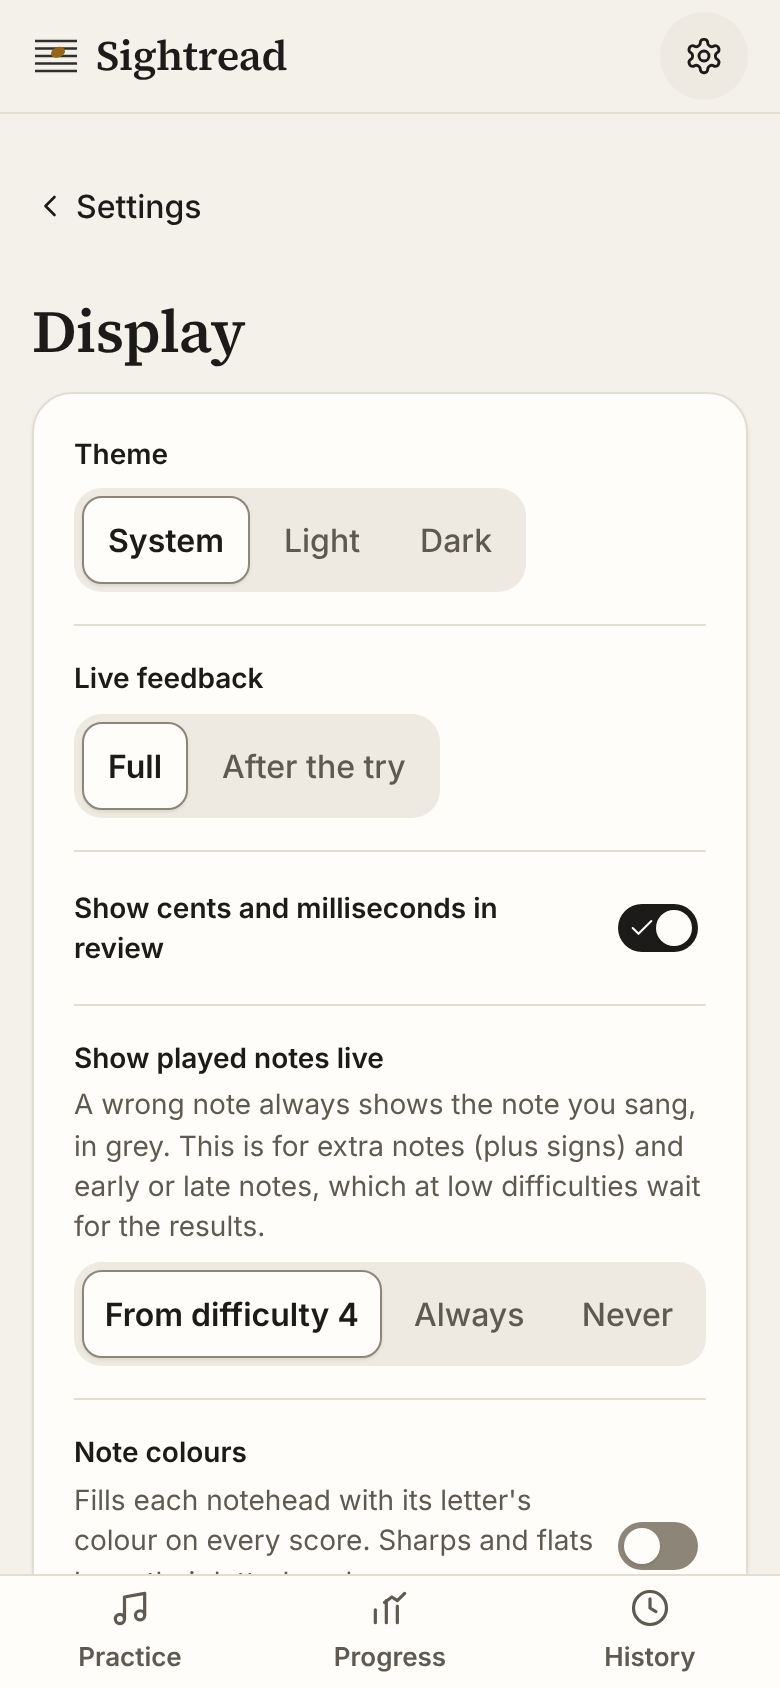 Sightread
Settings
Display
Theme
System Light Dark
Live feedback
Full After the try
Show cents and milliseconds in
review
Show played notes live
A wrong note always shows the note you sang,
in grey. This is for extra notes (plus signs) and
early or late notes, which at low difficulties wait
for the results.
From difficulty 4 Always Never
Note colours
Fills each notehead with its letter's
colour on every score. Sharps and flats
Practice Progress History